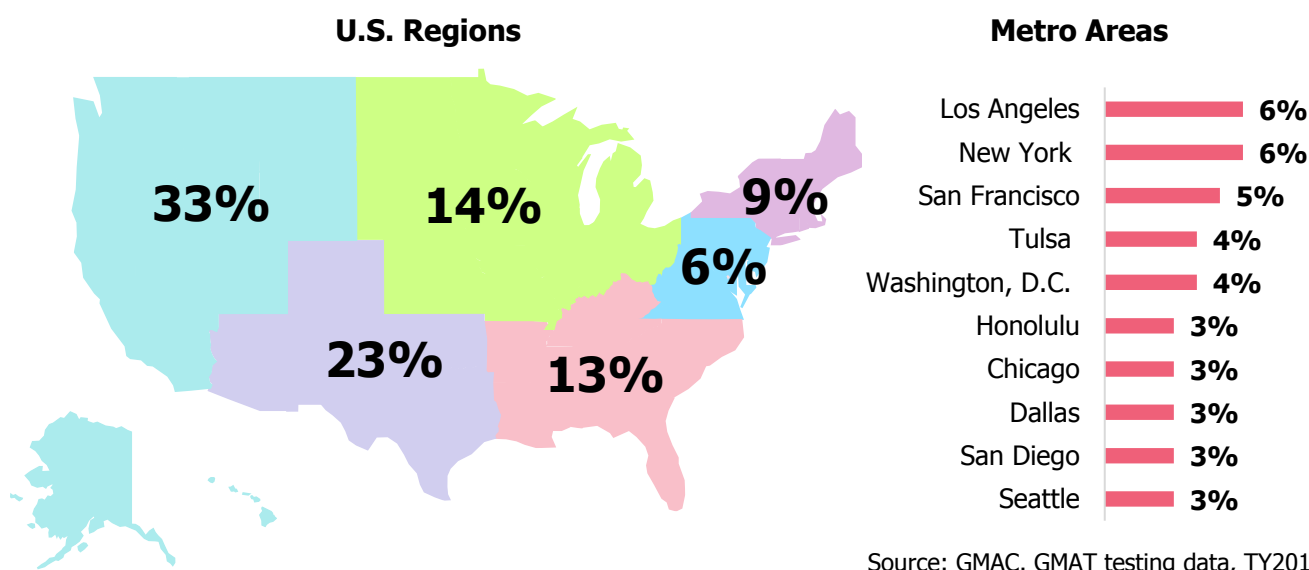 U.S. Regions
33%
14%
9%
6%
23%
13%
Metro Areas
Los Angeles 6%
New York 6%
San Francisco 5%
Tulsa 4%
Washington, D.C. 4%
Honolulu 3%
Chicago 3%
Dallas 3%
San Diego 3%
Seattle 3%
Source: GMAC. GMAT testing data, TY201